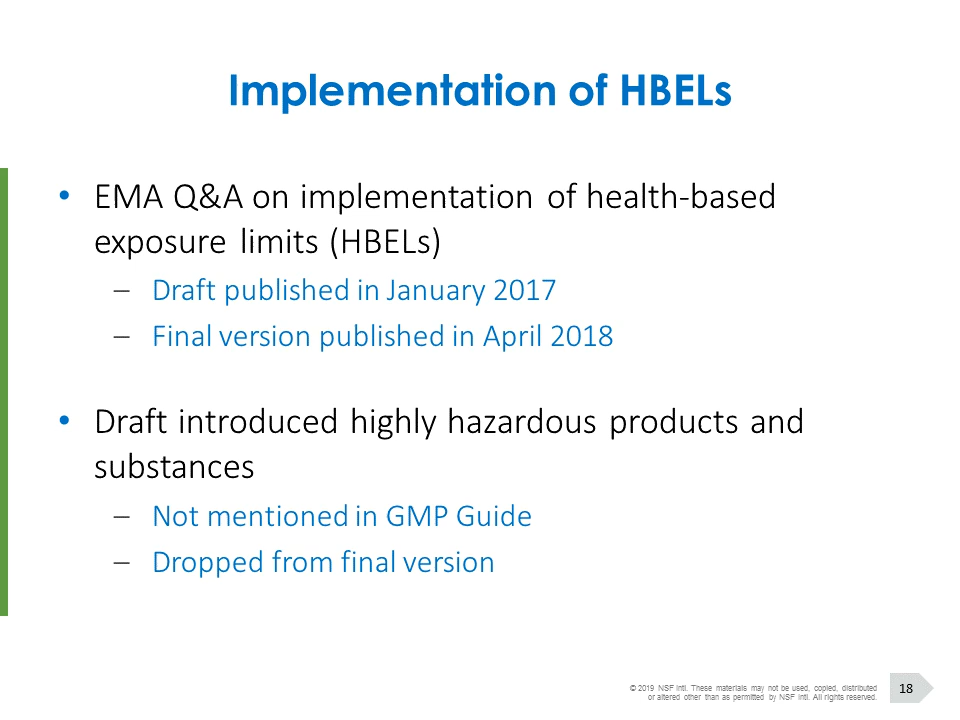 Implementation of HBELs
• EMA Q&A on implementation of health-based
exposure limits (HBELs)
– Draft published in January 2017
– Final version published in April 2018
• Draft introduced highly hazardous products and
substances
– Not mentioned in GMP Guide
– Dropped from final version
© 2019 NSF Intl. These materials may not be used, copied, distributed
or altered other than as permitted by NSF Intl. All rights reserved.
18